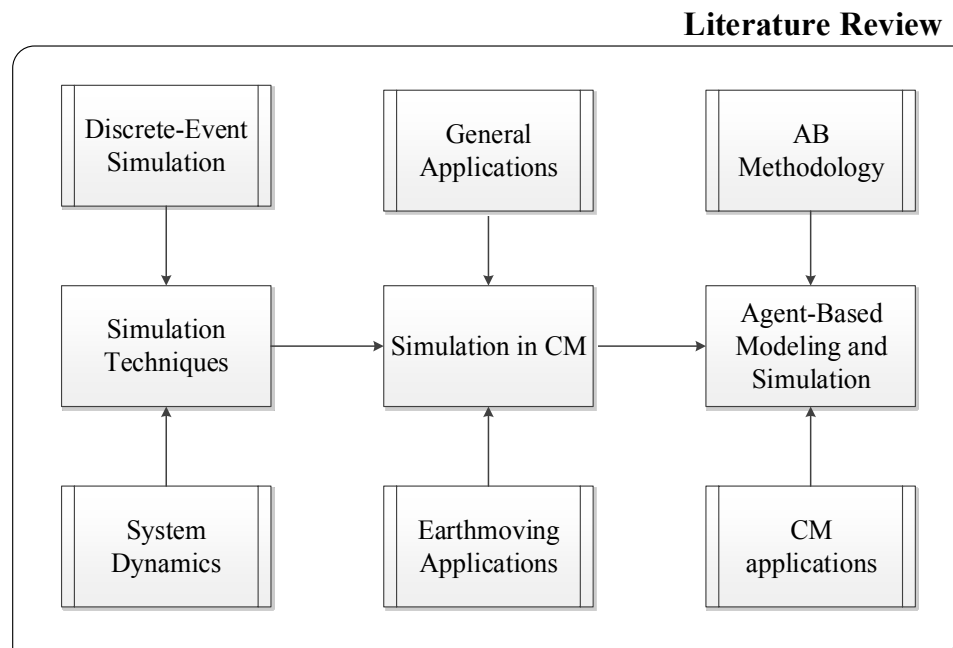 Literature Review
Discrete-Event
Simulation
General
Applications
AB
Methodology
Simulation
Techniques
Simulation in CM
Agent-Based
Modeling and
Simulation
System
Dynamics
Earthmoving
Applications
CM
applications